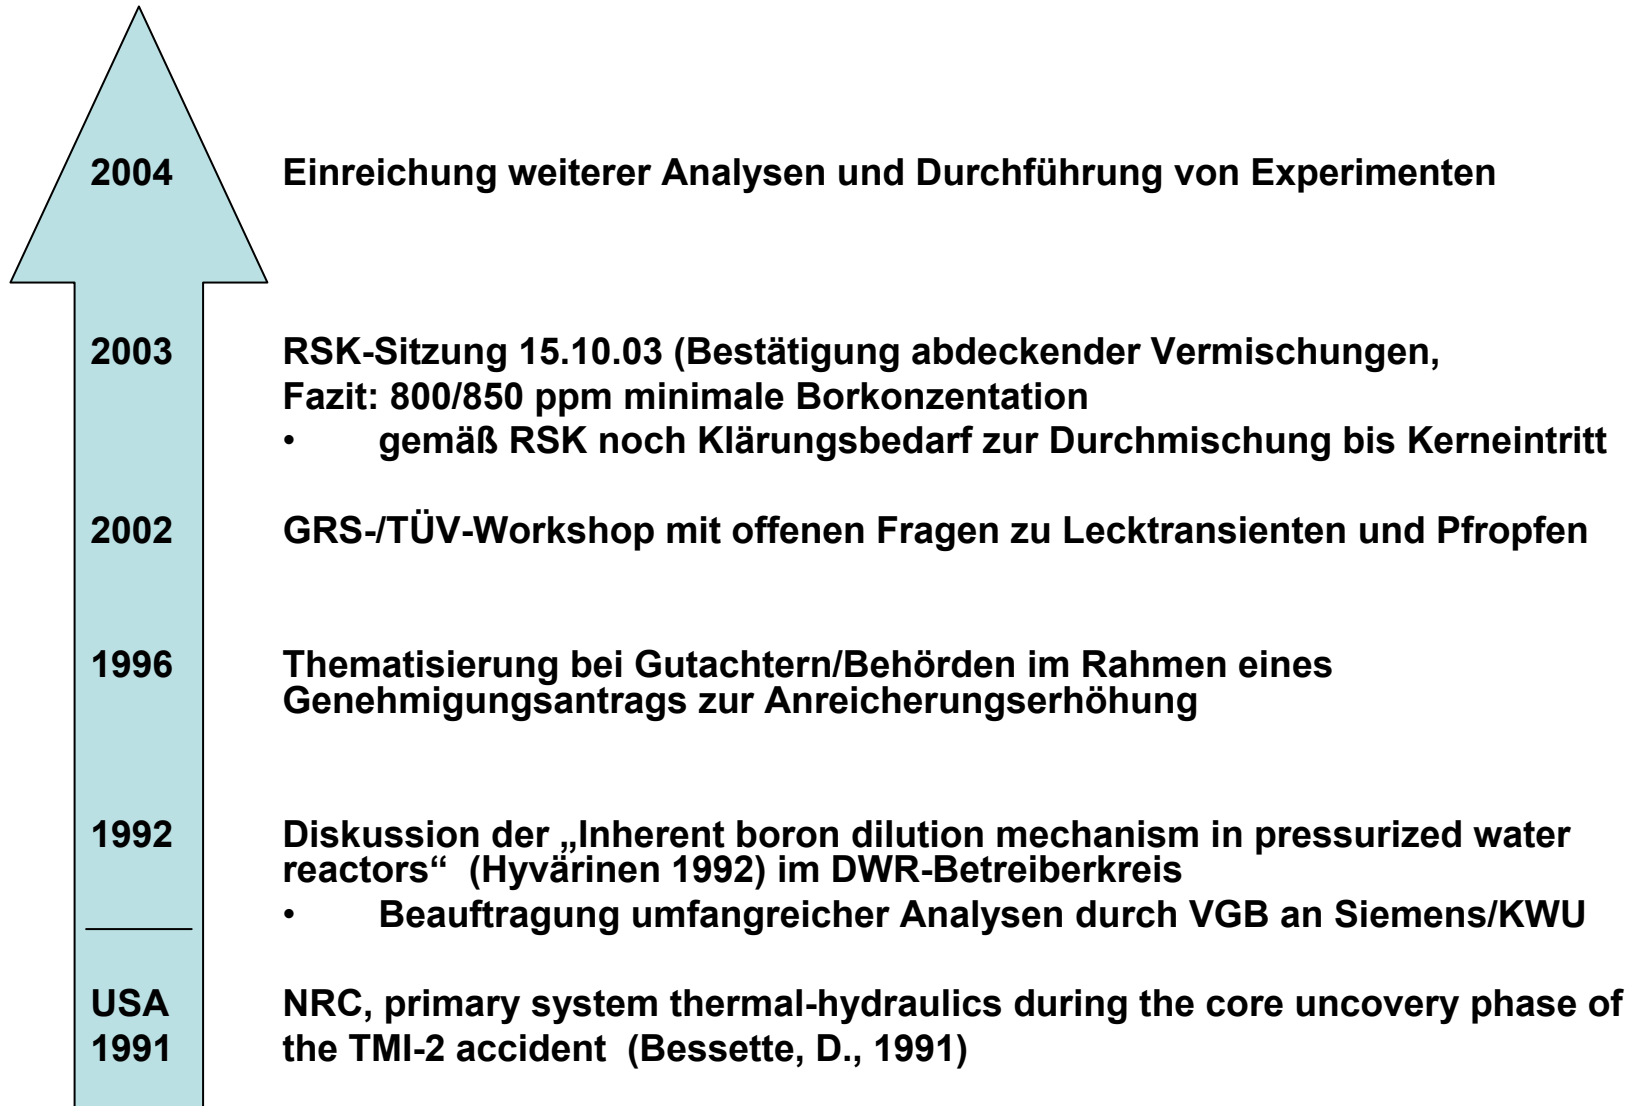 2004 Einreichung weiterer Analysen und Durchführung von Experimenten
2003 RSK-Sitzung 15.10.03 (Bestätigung abdeckender Vermischungen,
Fazit: 800/850 ppm minimale Borkonzentation
• gemäß RSK noch Klärungsbedarf zur Durchmischung bis Kerneintritt
2002 GRS-/TÜV-Workshop mit offenen Fragen zu Lecktransienten und Pfropfen
1996 Thematisierung bei Gutachtern/Behörden im Rahmen eines
Genehmigungsantrags zur Anreicherungserhöhung
1992 Diskussion der „Inherent boron dilution mechanism in pressurized water
reactors“ (Hyvärinen 1992) im DWR-Betreiberkreis
• Beauftragung umfangreicher Analysen durch VGB an Siemens/KWU
USA NRC, primary system thermal-hydraulics during the core uncovery phase of
1991 the TMI-2 accident (Bessette, D., 1991)